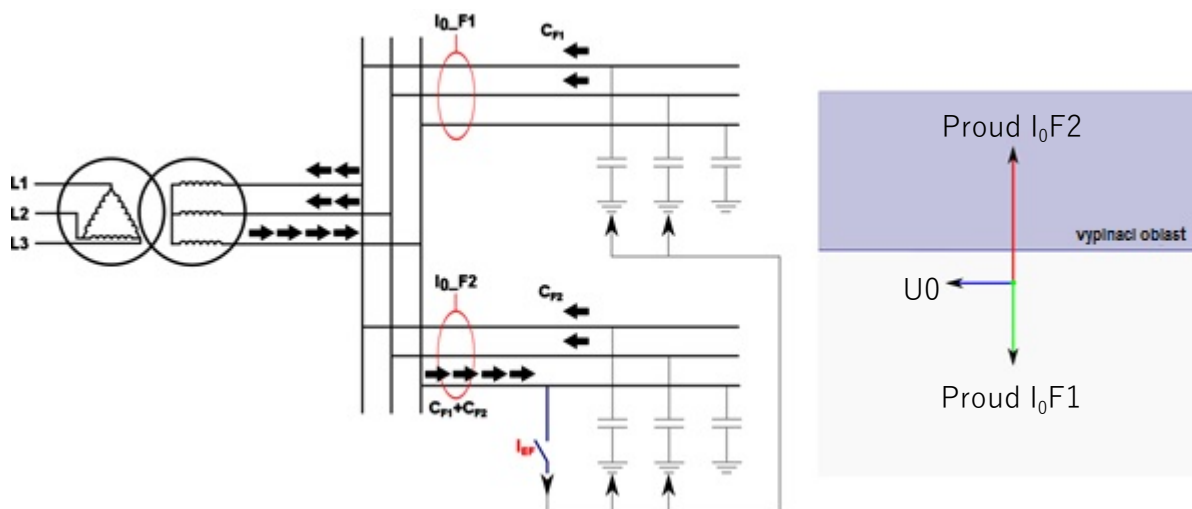 I0_F1
CF1
L1
L2
L3
I0_F2
CF2
CF1+CF2
IEF
Proud I0F2
vypínací oblast
U0
Proud I0F1